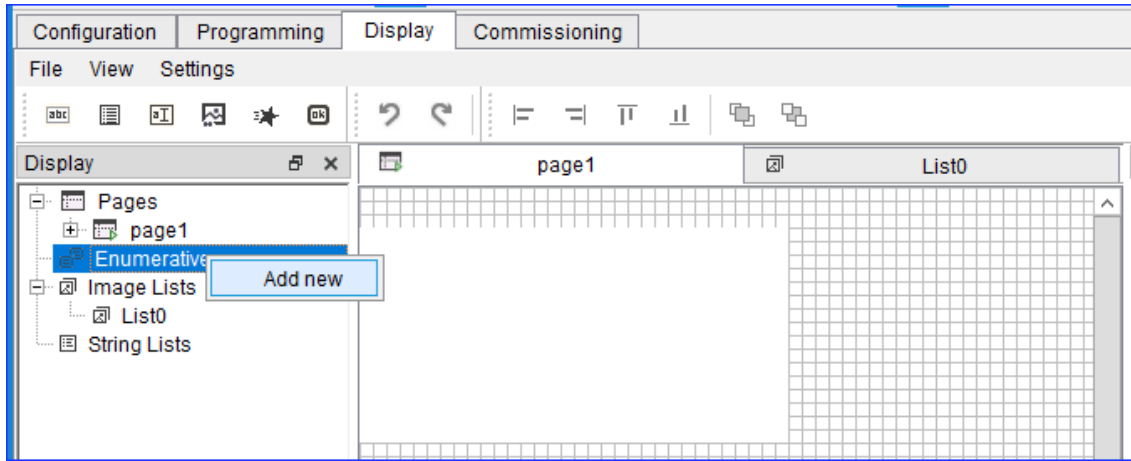 Configuration Programming Display Commissioning
File View Settings
abc aI ok
Display page1 List0
Pages
page1
Enumerative
Add new
Image Lists
List0
String Lists